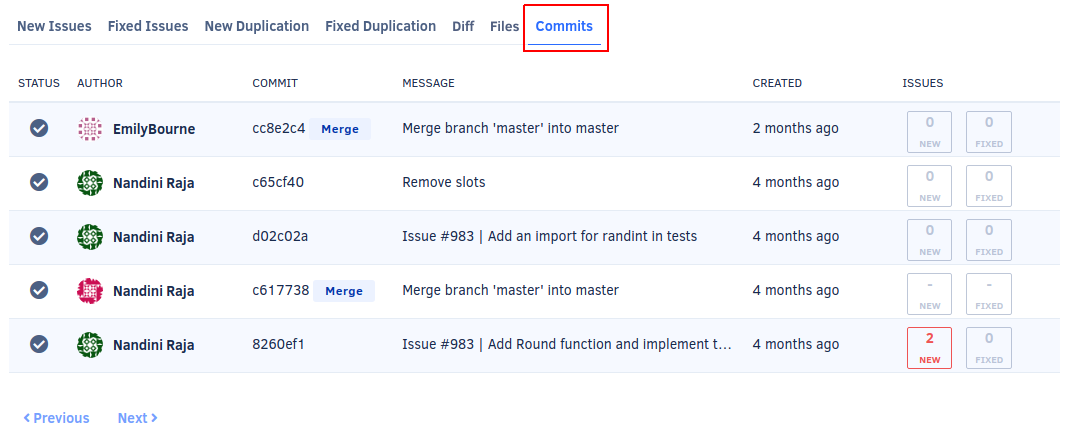 New Issues Fixed Issues New Duplication Fixed Duplication Diff Files Commits
STATUS AUTHOR COMMIT MESSAGE CREATED ISSUES
EmilyBourne cc8e2c4 Merge Merge branch 'master' into master 2 months ago 0 NEW 0 FIXED
Nandini Raja c65cf40 Remove slots 4 months ago 0 NEW 0 FIXED
Nandini Raja d02c02a Issue #983 | Add an import for randint in tests 4 months ago 0 NEW 0 FIXED
Nandini Raja c617738 Merge Merge branch 'master' into master 4 months ago - NEW - FIXED
Nandini Raja 8260ef1 Issue #983 | Add Round function and implement t... 4 months ago 2 NEW 0 FIXED
Previous Next